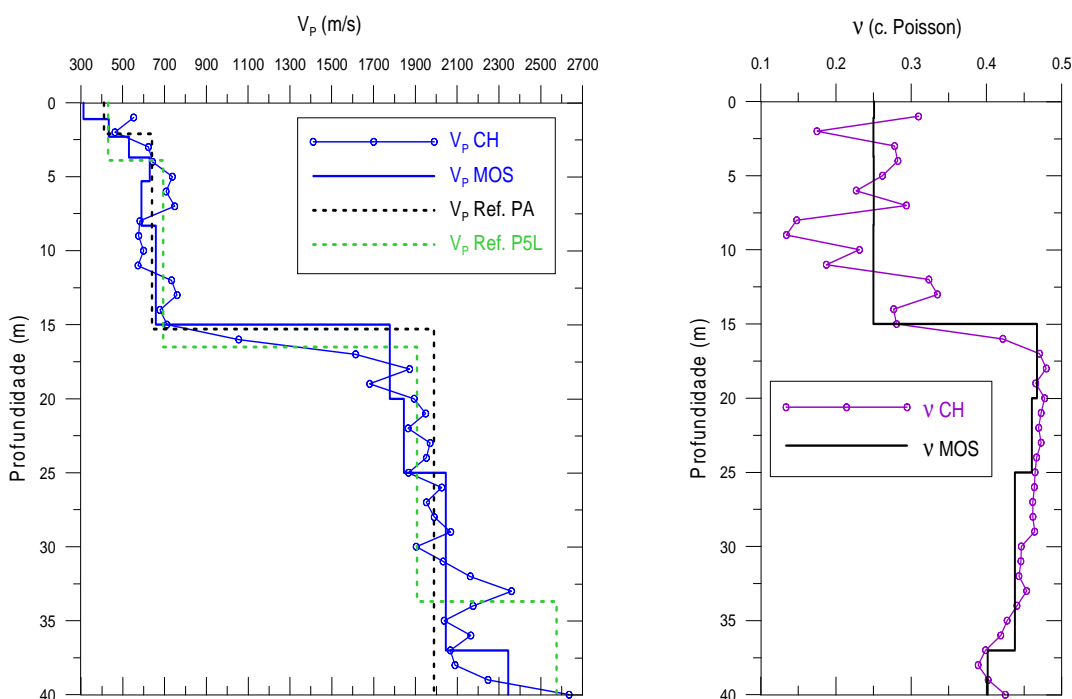 V_P (m/s)
300 500 700 900 1100 1300 1500 1700 1900 2100 2300 2500 2700
0
5
10
15
20
25
30
35
40
Profundidade (m)
V_P CH
V_P MOS
V_P Ref. PA
V_P Ref. P5L
ν (c. Poisson)
0.1 0.2 0.3 0.4 0.5
0
5
10
15
20
25
30
35
40
Profundidade (m)
ν CH
ν MOS